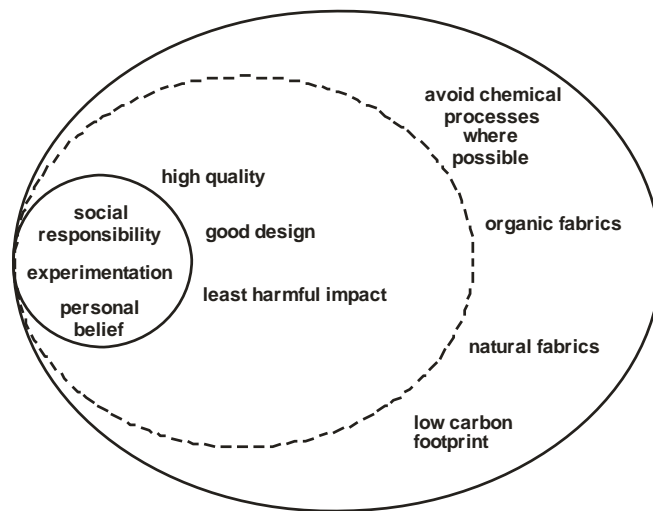 avoid chemical
processes
where
possible
high quality
social
responsibility
good design
organic fabrics
experimentation
least harmful impact
personal
belief
natural fabrics
low carbon
footprint